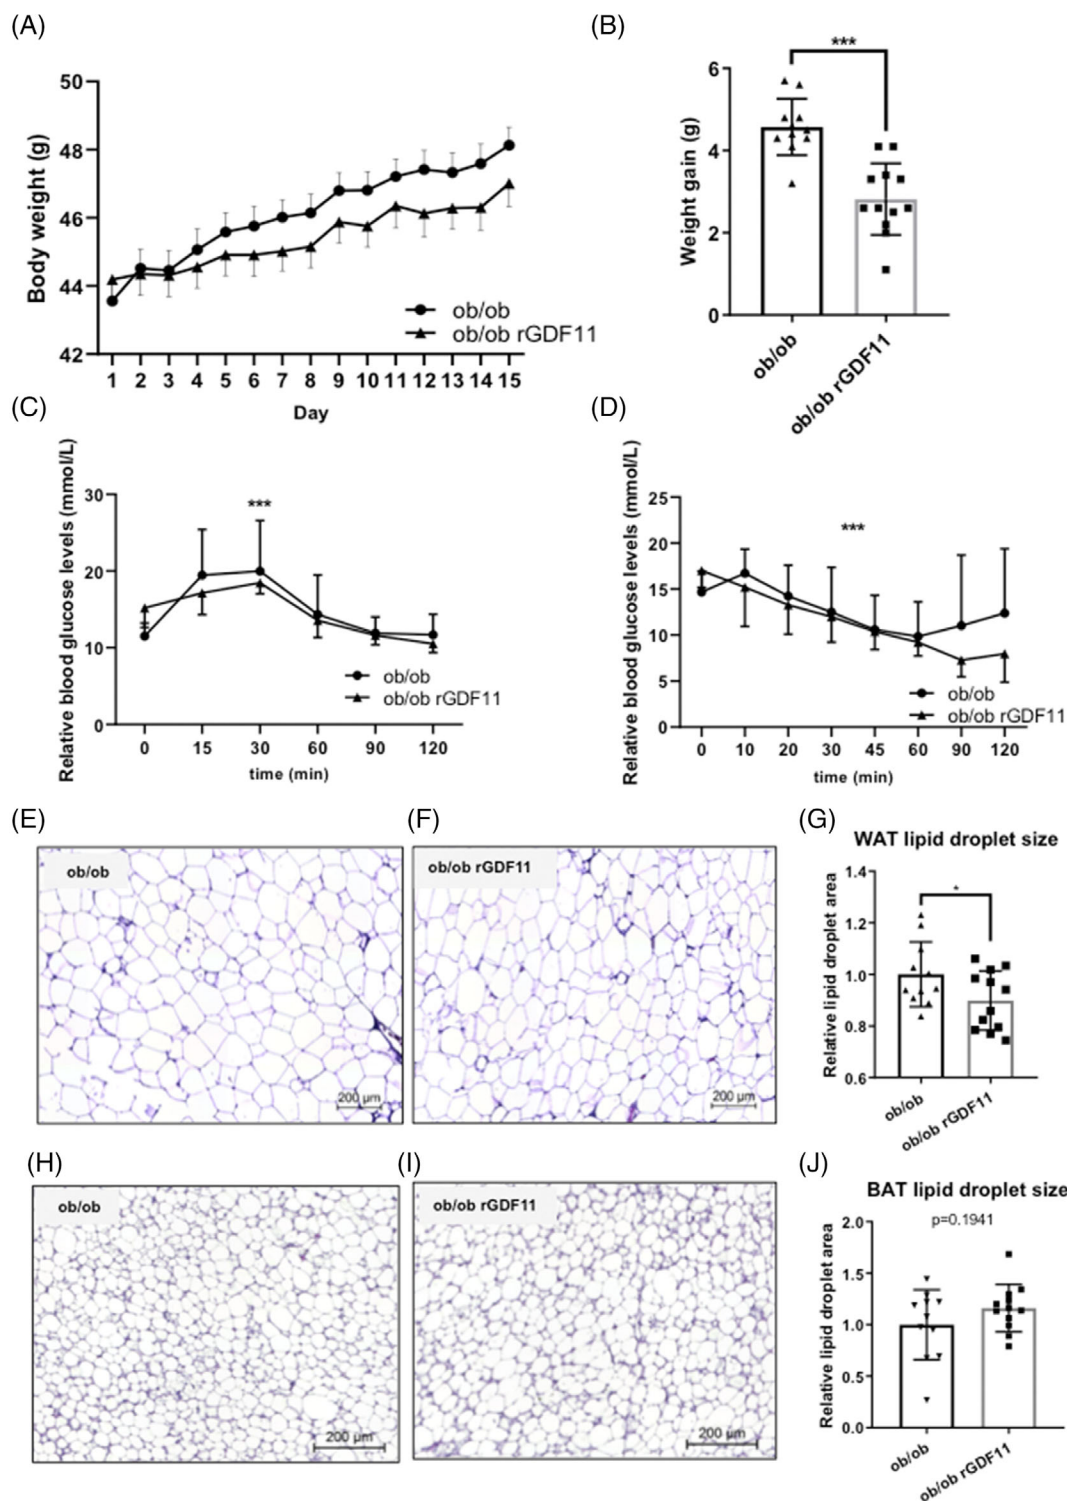 (A)
50
48
46
44
42
Body weight (g)
ob/ob
ob/ob rGDF11
1 2 3 4 5 6 7 8 9 10 11 12 13 14 15
Day
(B)
***
6
4
2
0
Weight gain (g)
ob/ob
ob/ob rGDF11
(C)
Relative blood glucose levels (mmol/L)
30
20
10
0
***
ob/ob
ob/ob rGDF11
0 15 30 60 90 120
time (min)
(D)
Relative blood glucose levels (mmol/L)
25
20
15
10
5
0
***
ob/ob
ob/ob rGDF11
0 10 20 30 45 60 90 120
time (min)
(E)
ob/ob
200 µm
(F)
ob/ob rGDF11
200 µm
(G)
WAT lipid droplet size
Relative lipid droplet area
1.4
1.2
1.0
0.8
0.6
*
ob/ob
ob/ob rGDF11
(H)
ob/ob
200 µm
(I)
ob/ob rGDF11
200 µm
(J)
BAT lipid droplet size
p=0.1941
Relative lipid droplet area
2.0
1.5
1.0
0.5
0.0
ob/ob
ob/ob rGDF11